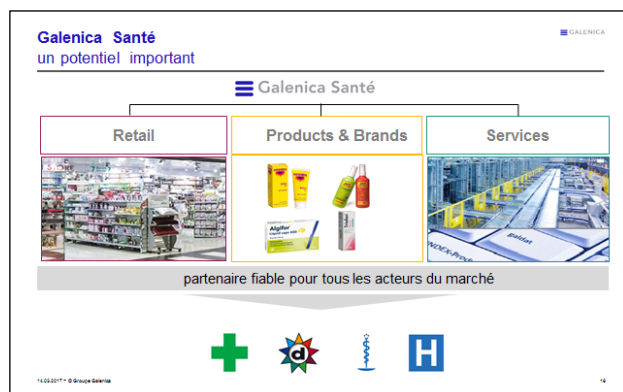 Galenica Santé
un potentiel important
GALENICA
Galenica Santé
Retail
Products & Brands
Services
Algifor
galdat
partenaire fiable pour tous les acteurs du marché
d
H
14.03.2017 – © Groupe Galenica